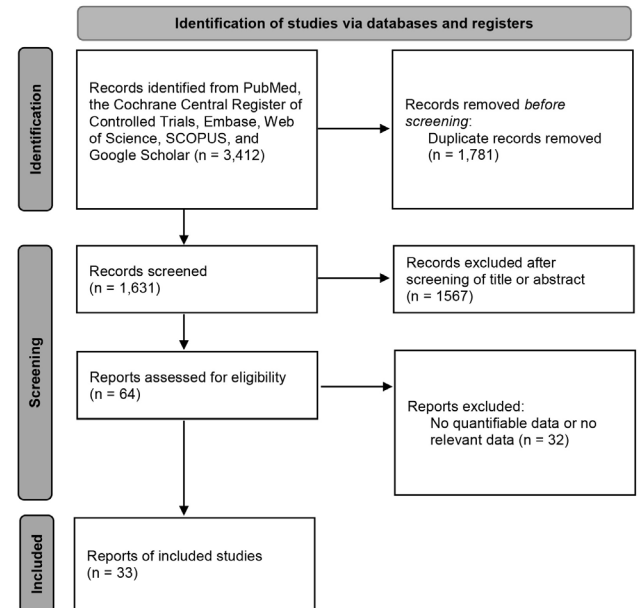 Identification of studies via databases and registers
Identification
Records identified from PubMed,
the Cochrane Central Register of
Controlled Trials, Embase, Web
of Science, SCOPUS, and
Google Scholar (n = 3,412)
Records removed before
screening:
Duplicate records removed
(n = 1,781)
Screening
Records screened
(n = 1,631)
Records excluded after
screening of title or abstract
(n = 1567)
Reports assessed for eligibility
(n = 64)
Reports excluded:
No quantifiable data or no
relevant data (n = 32)
Included
Reports of included studies
(n = 33)